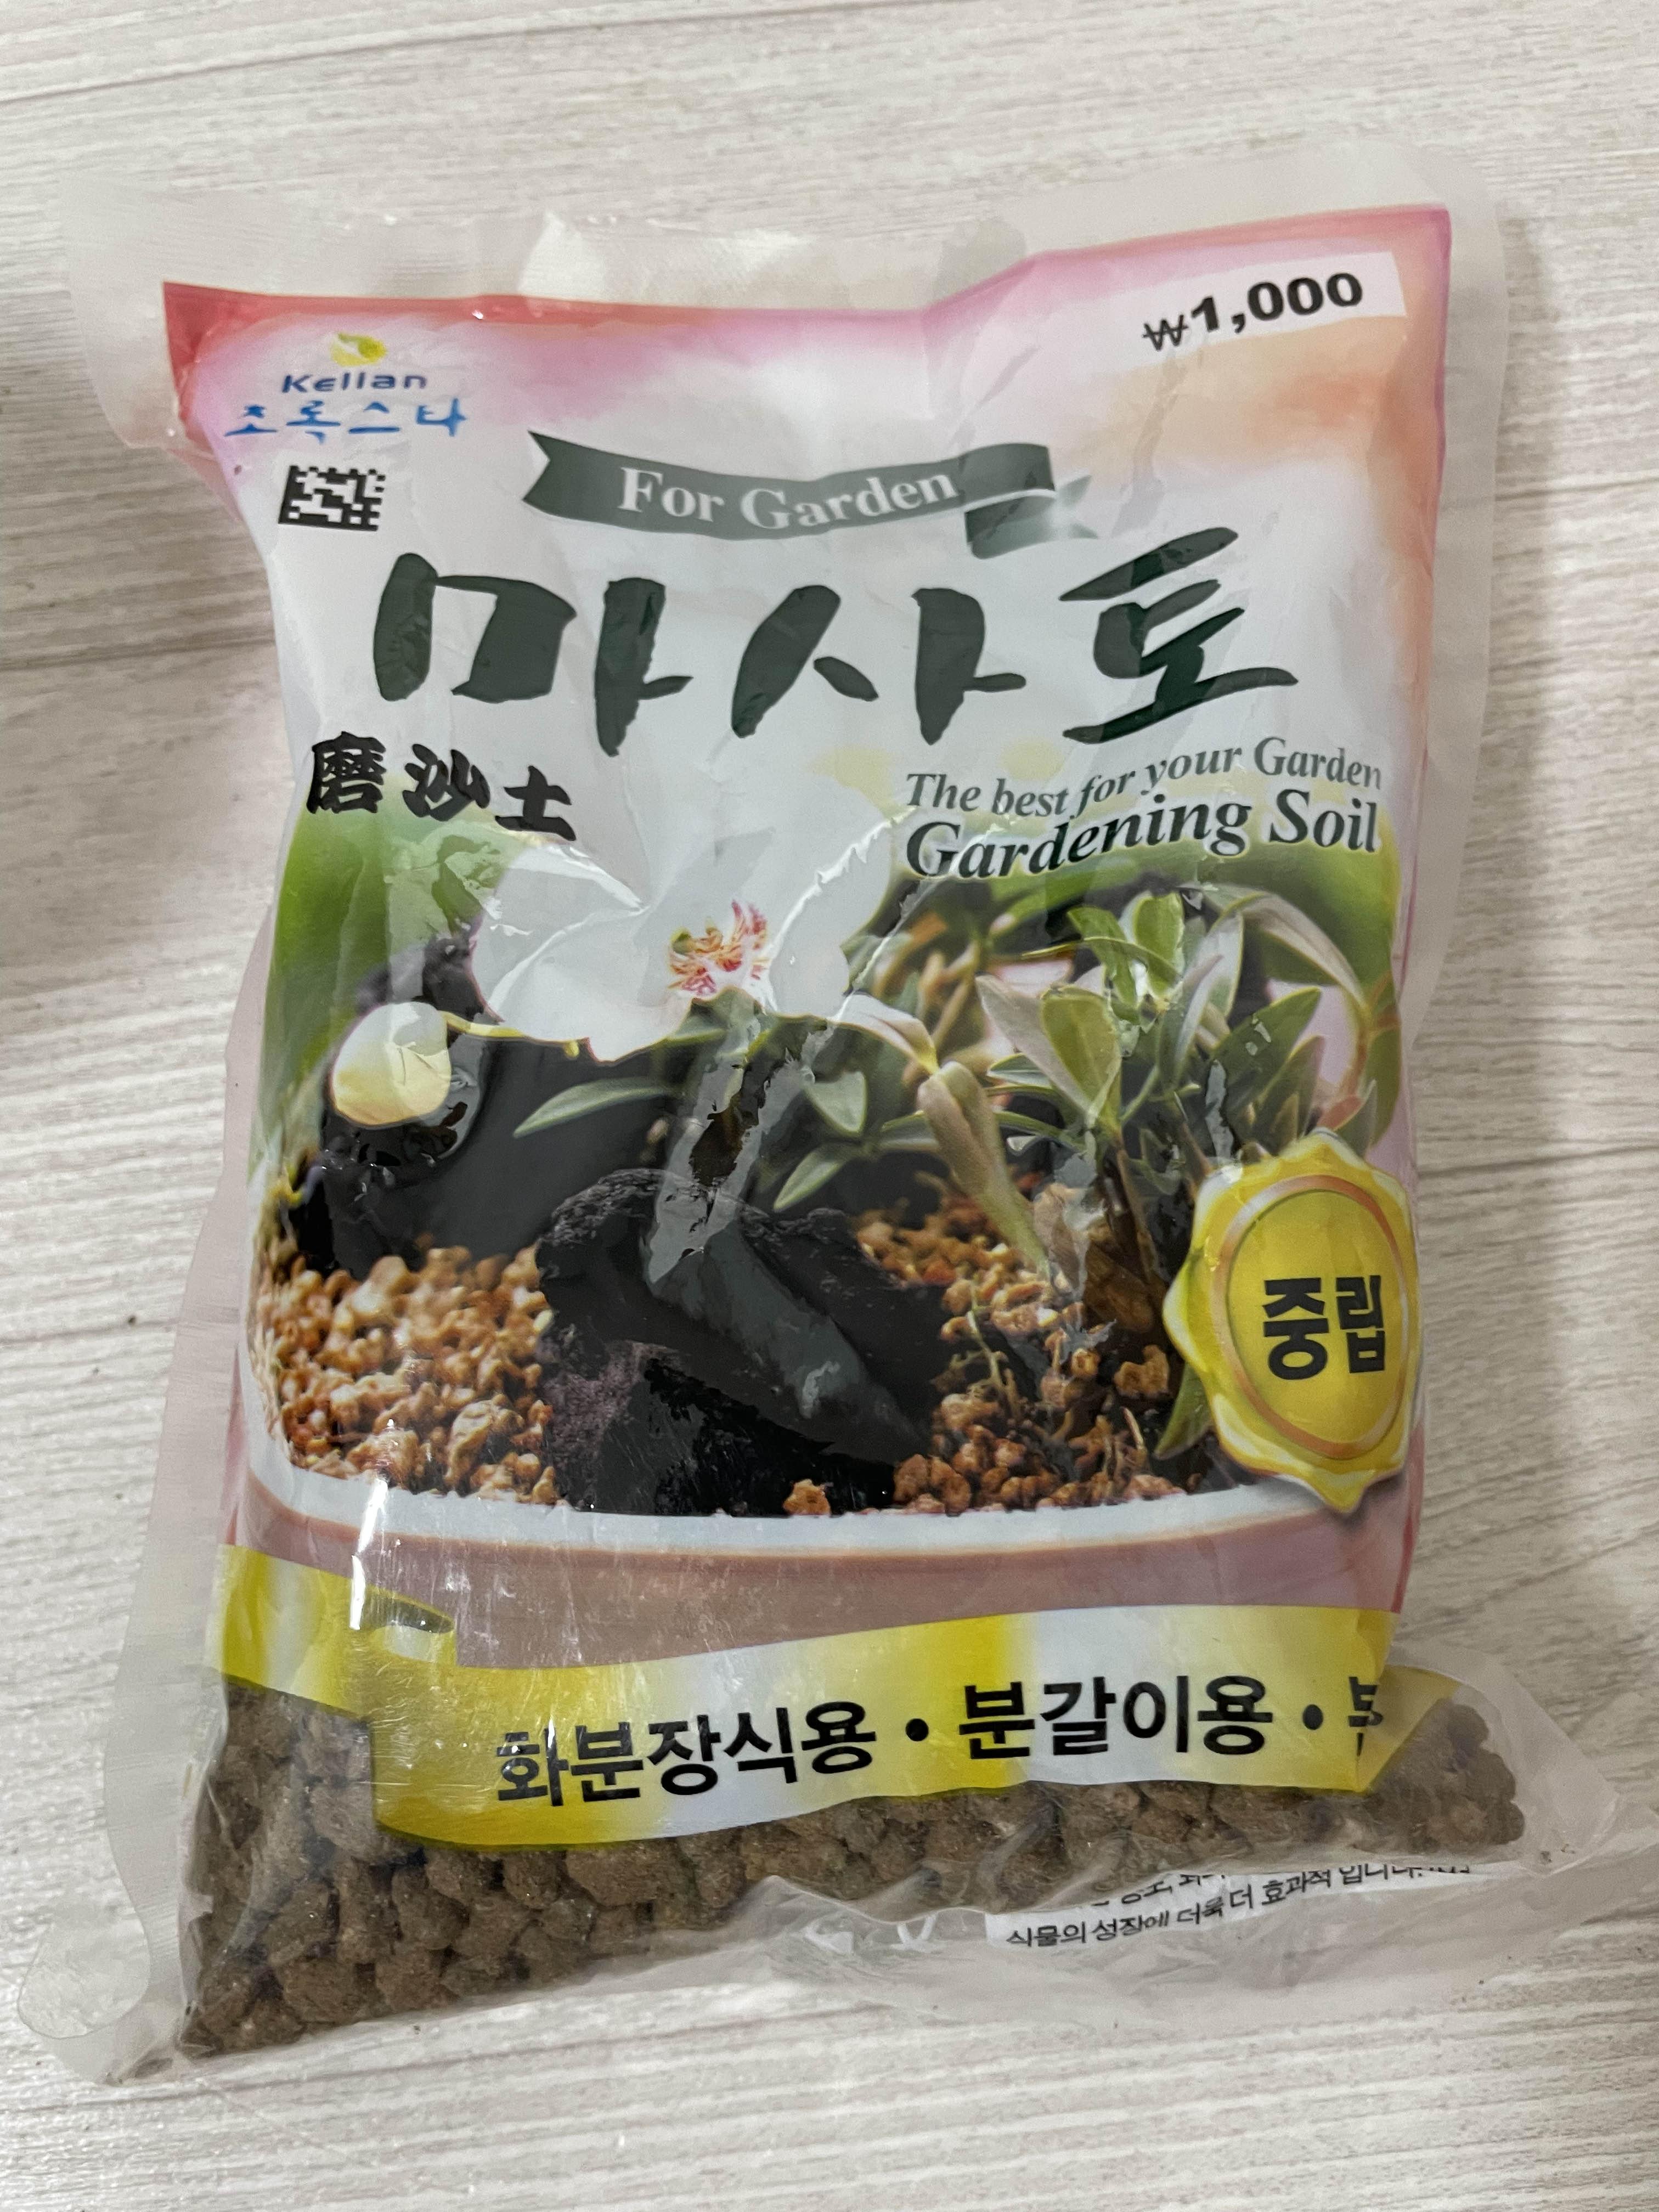 ₩1,000
Kellan
초록스타
For Garden
마사토
磨沙土
The best for your Garden
Gardening Soil
중립
화분장식용 • 분갈이용 •
효과적 입니다.
식물의 성장에 더욱 더